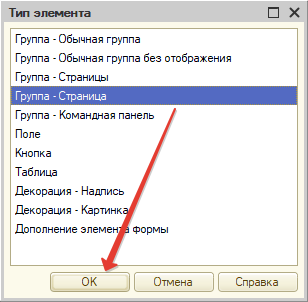 Тип элемента
Группа - Обычная группа
Группа - Обычная группа без отображения
Группа - Страницы
Группа - Страница
Группа - Командная панель
Поле
Кнопка
Таблица
Декорация - Надпись
Декорация - Картинка
Дополнение элемента формы
ОК
Отмена
Справка